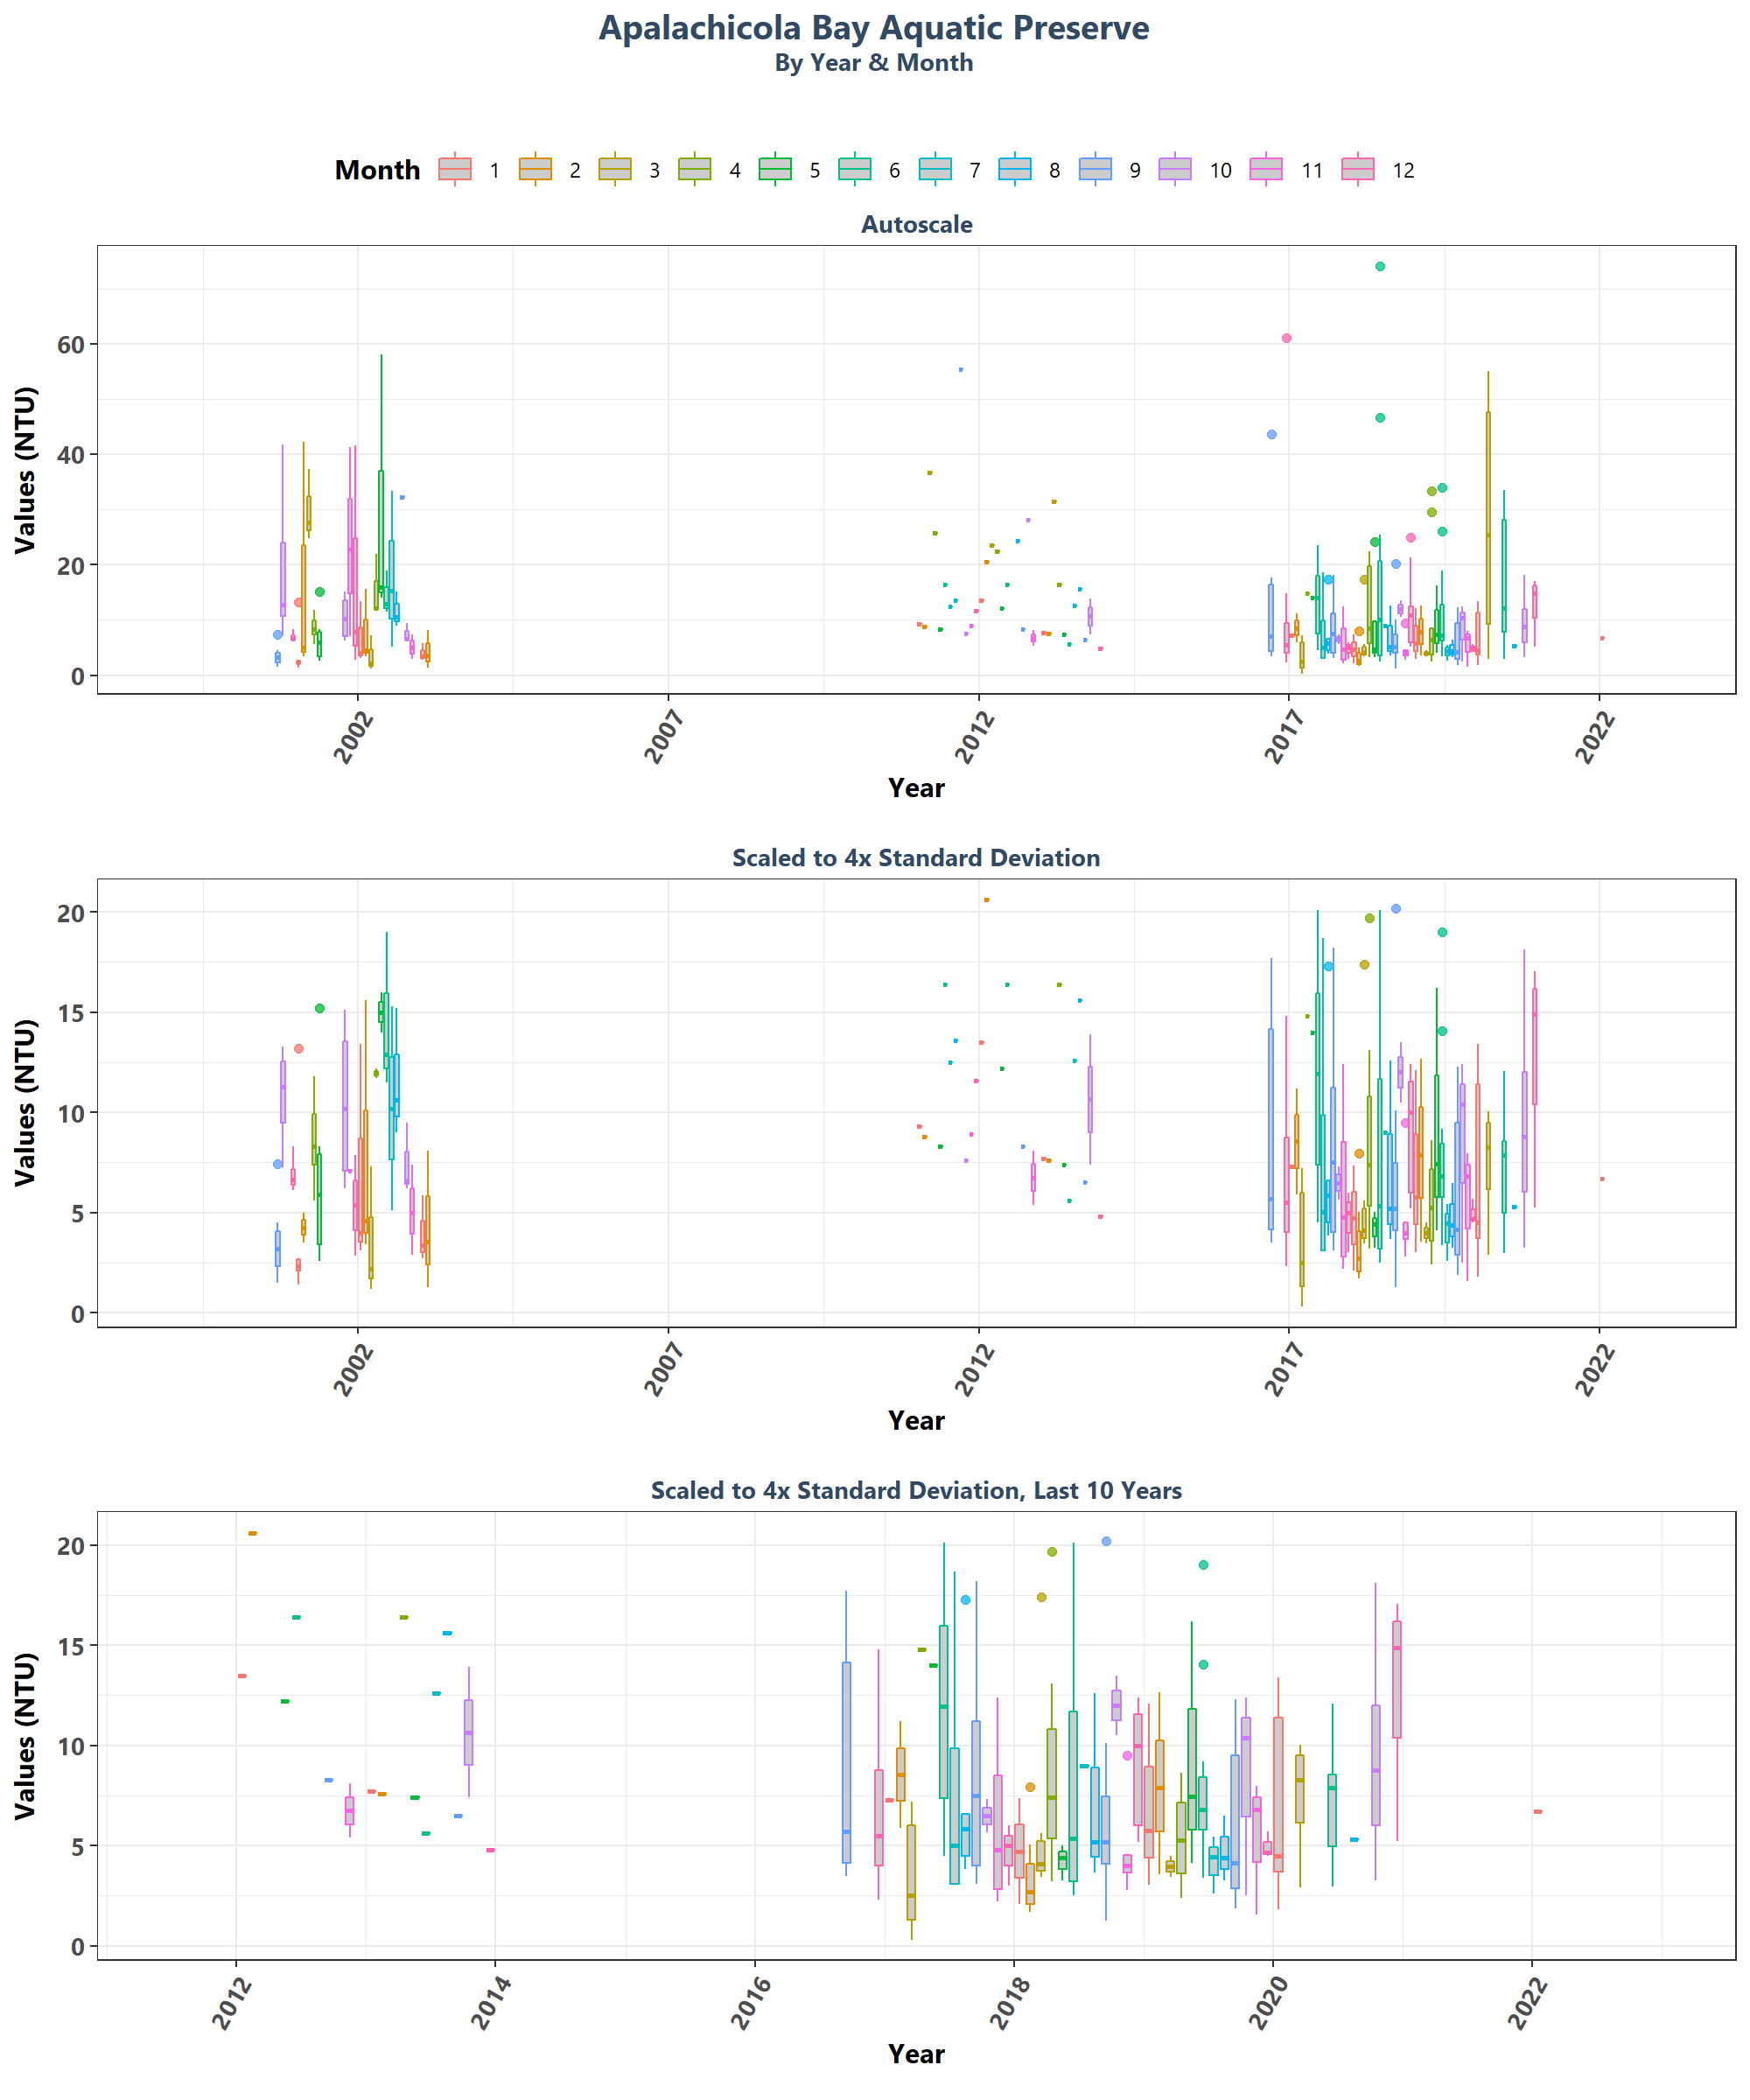 Apalachicola Bay Aquatic Preserve
By Year & Month
Month 1 2 3 4 5 6 7 8 9 10 11 12
Autoscale
Values (NTU)
60
40
20
0
2002 2007 2012 2017 2022
Year
Scaled to 4x Standard Deviation
Values (NTU)
20
15
10
5
0
2002 2007 2012 2017 2022
Year
Scaled to 4x Standard Deviation, Last 10 Years
Values (NTU)
20
15
10
5
0
2012 2014 2016 2018 2020 2022
Year